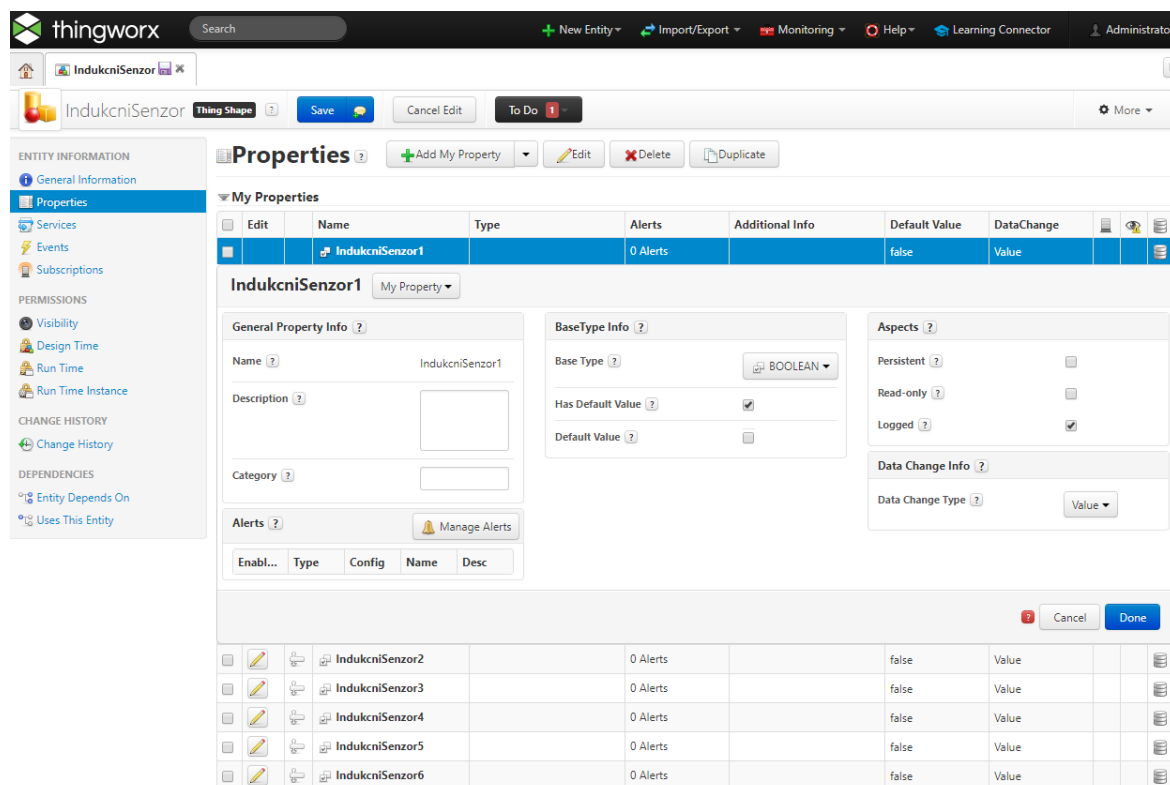 thingworx Search New Entity Import/Export Monitoring Help Learning Connector Administrato
IndukcniSenzor
IndukcniSenzor Thing Shape ? Save Cancel Edit To Do 1 More
ENTITY INFORMATION
General Information
Properties
Services
Events
Subscriptions
PERMISSIONS
Visibility
Design Time
Run Time
Run Time Instance
CHANGE HISTORY
Change History
DEPENDENCIES
Entity Depends On
Uses This Entity
Properties ? Add My Property Edit Delete Duplicate
My Properties
Edit Name Type Alerts Additional Info Default Value DataChange
IndukcniSenzor1 0 Alerts false Value
IndukcniSenzor1 My Property
General Property Info ?
Name ? IndukcniSenzor1
Description ?
Category ?
Alerts ? Manage Alerts
Enabl... Type Config Name Desc
BaseType Info ?
Base Type ? BOOLEAN
Has Default Value ?
Default Value ?
Aspects ?
Persistent ?
Read-only ?
Logged ?
Data Change Info ?
Data Change Type ? Value
? Cancel Done
IndukcniSenzor2 0 Alerts false Value
IndukcniSenzor3 0 Alerts false Value
IndukcniSenzor4 0 Alerts false Value
IndukcniSenzor5 0 Alerts false Value
IndukcniSenzor6 0 Alerts false Value